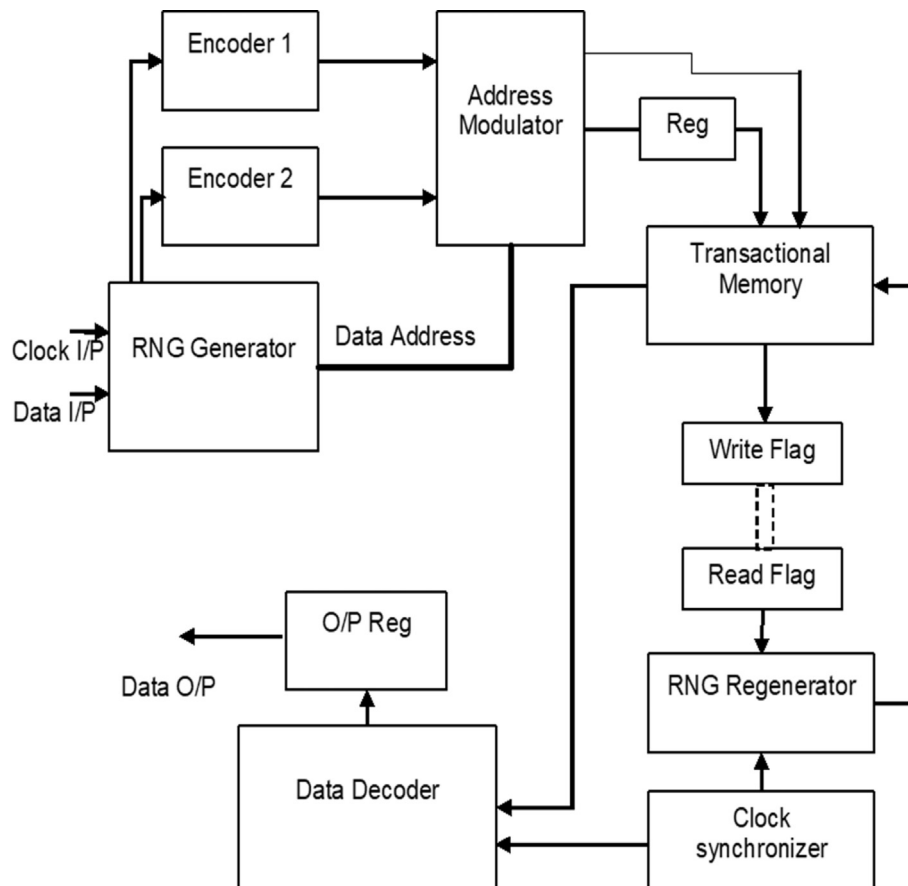 Encoder 1
Address
Modulator
Reg
Encoder 2
Transactional
Memory
Clock I/P
RNG Generator
Data Address
Data I/P
Write Flag
Read Flag
O/P Reg
Data O/P
RNG Regenerator
Data Decoder
Clock
synchronizer